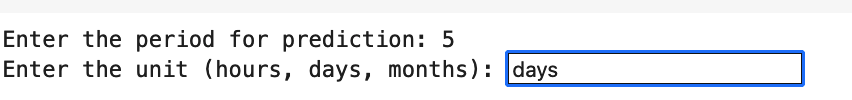 Enter the period for prediction: 5
Enter the unit (hours, days, months): days